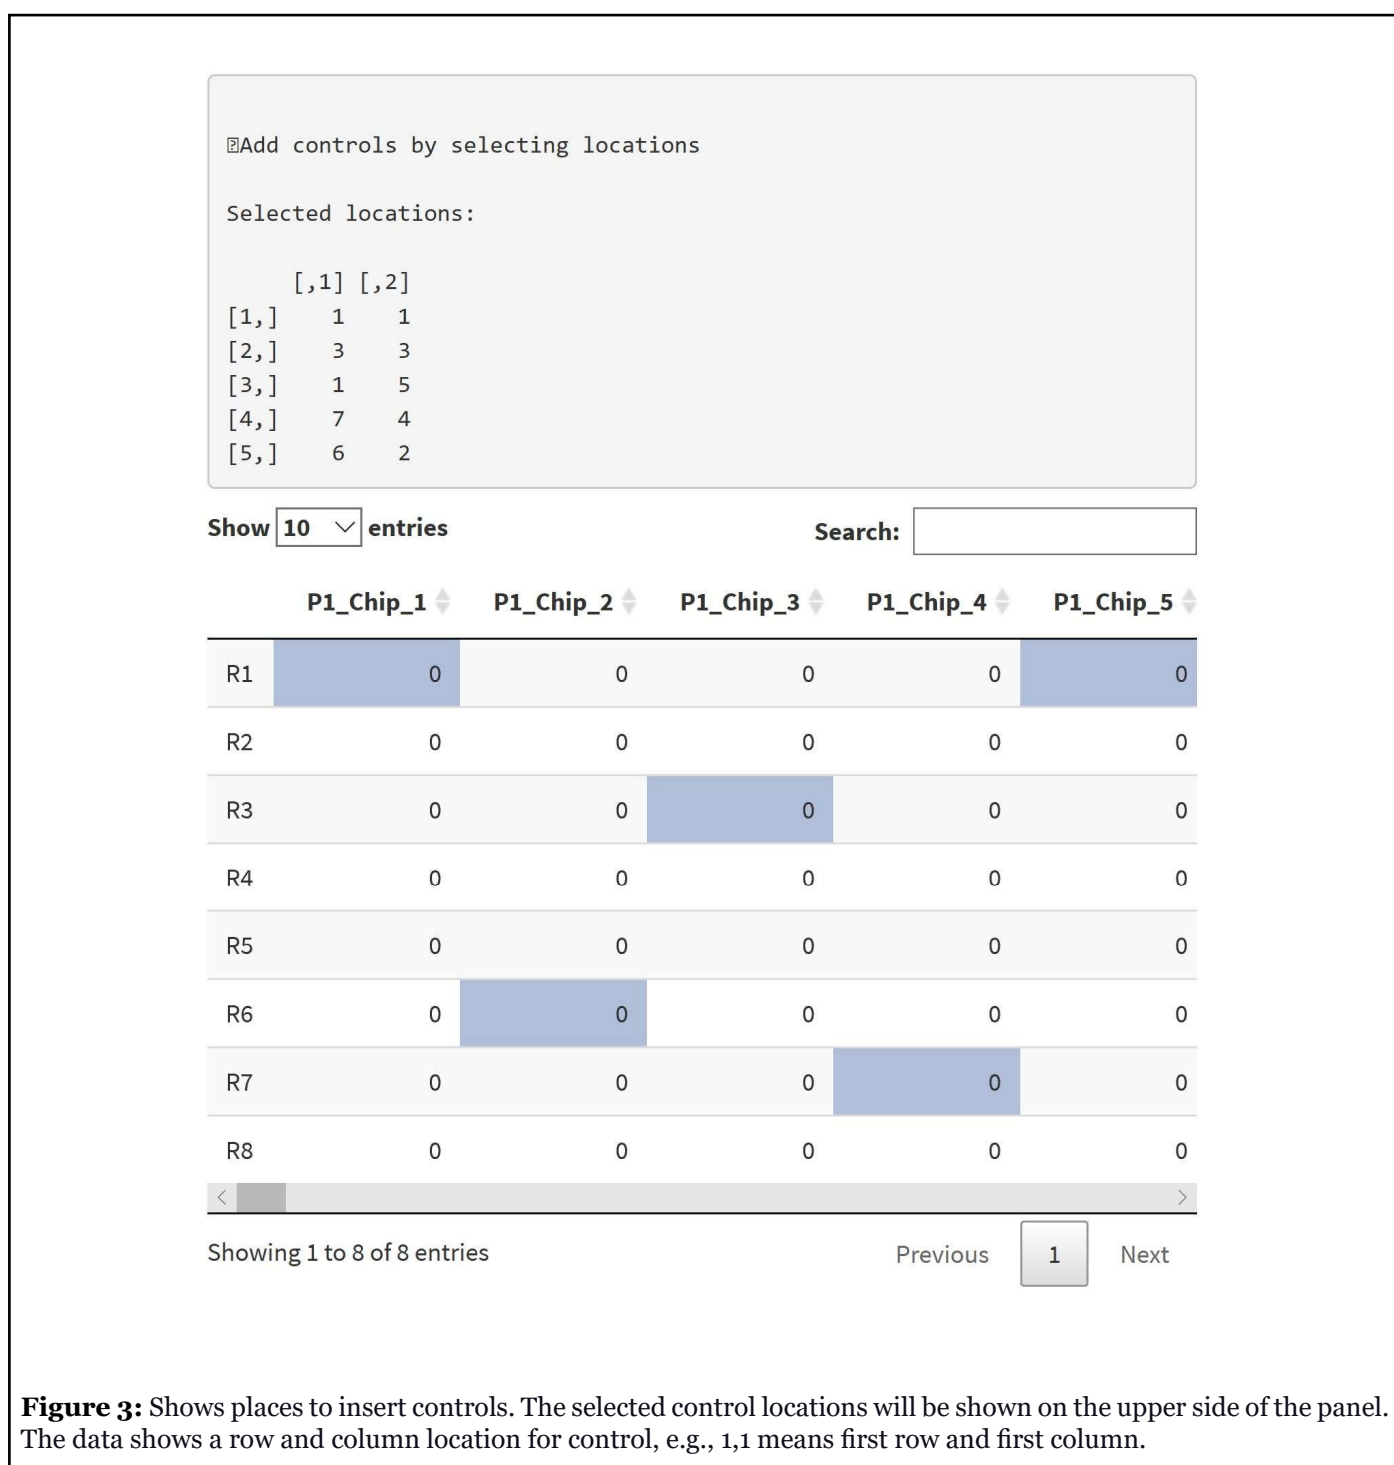 Add controls by selecting locations
Selected locations:
[,1] [,2]
[1,] 1 1
[2,] 3 3
[3,] 1 5
[4,] 7 4
[5,] 6 2
Show 10 entries Search:
P1_Chip_1 P1_Chip_2 P1_Chip_3 P1_Chip_4 P1_Chip_5
R1 0 0 0 0 0
R2 0 0 0 0 0
R3 0 0 0 0 0
R4 0 0 0 0 0
R5 0 0 0 0 0
R6 0 0 0 0 0
R7 0 0 0 0 0
R8 0 0 0 0 0
Showing 1 to 8 of 8 entries Previous 1 Next
Figure 3: Shows places to insert controls. The selected control locations will be shown on the upper side of the panel.
The data shows a row and column location for control, e.g., 1,1 means first row and first column.